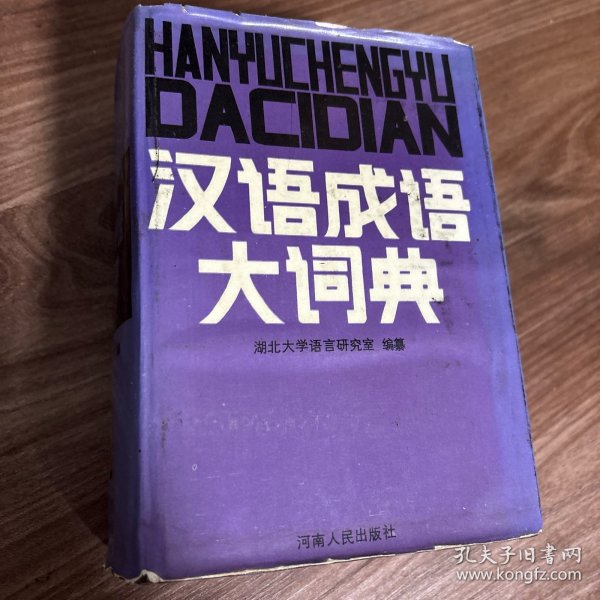 HANYUCHENGYU
DACIDIAN
汉语成语
大词典
湖北大学语言研究室 编纂
河南人民出版社
孔夫子旧书网
www.kongfz.com